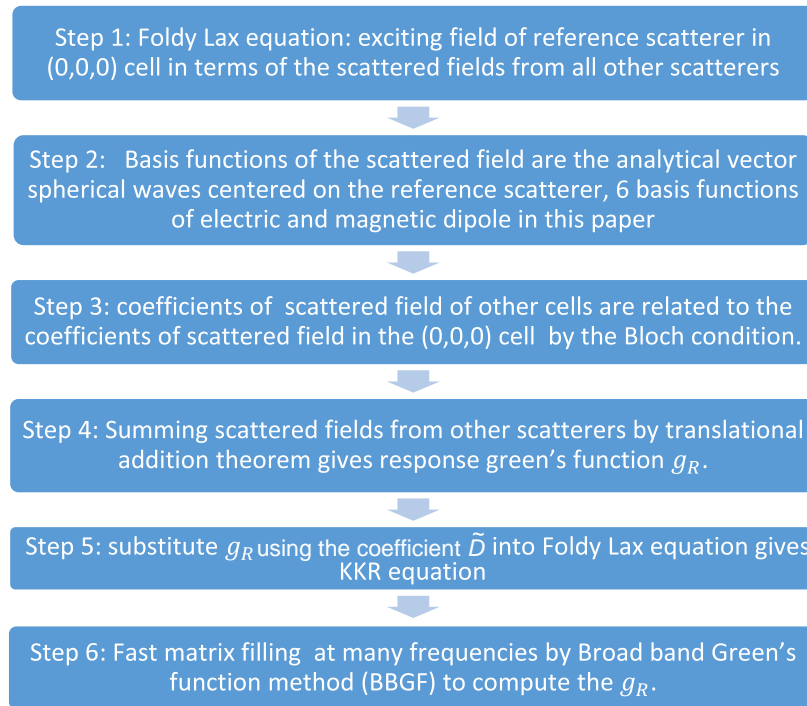 Step 1: Foldy Lax equation: exciting field of reference scatterer in
(0,0,0) cell in terms of the scattered fields from all other scatterers
Step 2: Basis functions of the scattered field are the analytical vector
spherical waves centered on the reference scatterer, 6 basis functions
of electric and magnetic dipole in this paper
Step 3: coefficients of scattered field of other cells are related to the
coefficients of scattered field in the (0,0,0) cell by the Bloch condition.
Step 4: Summing scattered fields from other scatterers by translational
addition theorem gives response green's function g_R.
Step 5: substitute g_R using the coefficient D̃ into Foldy Lax equation gives
KKR equation
Step 6: Fast matrix filling at many frequencies by Broad band Green's
function method (BBGF) to compute the g_R.